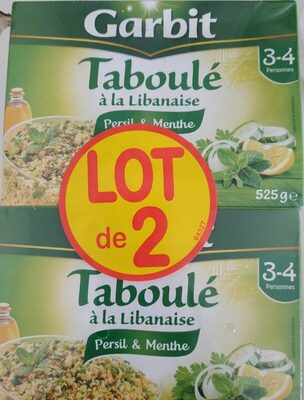 Garbit
3-4
Personnes
Taboulé
à la Libanaise
Persil & Menthe
525g e
LOT
de 2
64327
3-4
Personnes
Taboulé
à la Libanaise
Persil & Menthe